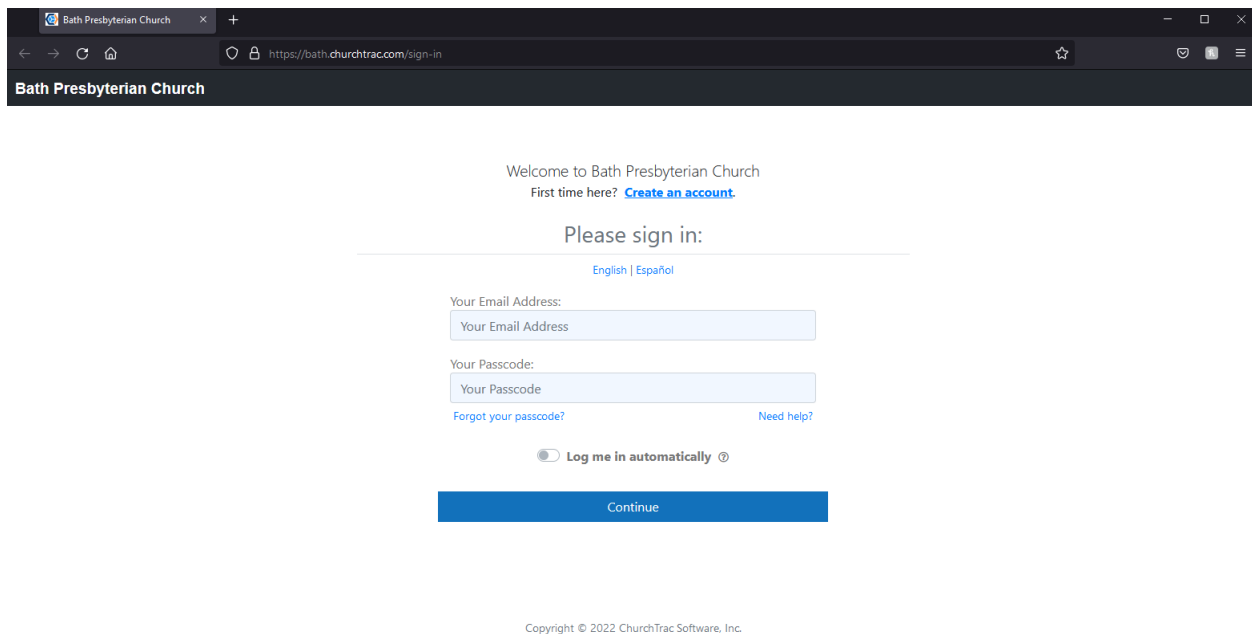 Bath Presbyterian Church
https://bath.churchtrac.com/sign-in
Bath Presbyterian Church
Welcome to Bath Presbyterian Church
First time here? Create an account.
Please sign in:
English | Español
Your Email Address:
Your Email Address
Your Passcode:
Your Passcode
Forgot your passcode? Need help?
Log me in automatically
Continue
Copyright © 2022 ChurchTrac Software, Inc.